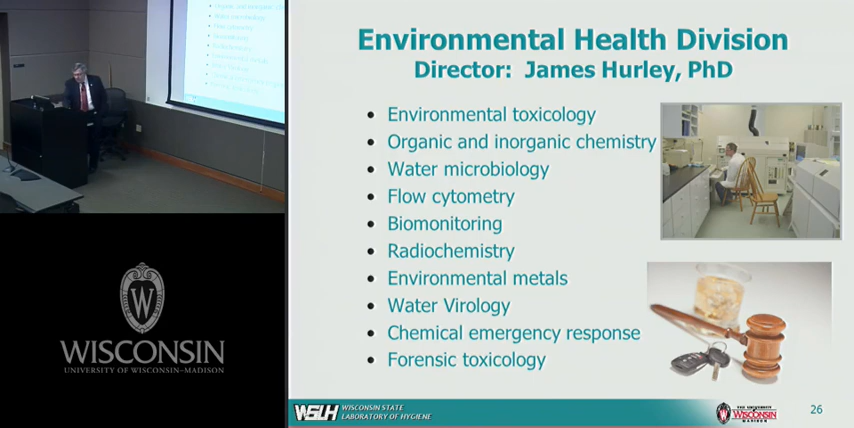 Environmental Health Division
Director: James Hurley, PhD
• Environmental toxicology
• Organic and inorganic chemistry
• Water microbiology
• Flow cytometry
• Biomonitoring
• Radiochemistry
• Environmental metals
• Water Virology
• Chemical emergency response
• Forensic toxicology
W
WISCONSIN
UNIVERSITY OF WISCONSIN–MADISON
WSLH WISCONSIN STATE
LABORATORY OF HYGIENE
THE UNIVERSITY
WISCONSIN
MADISON
26